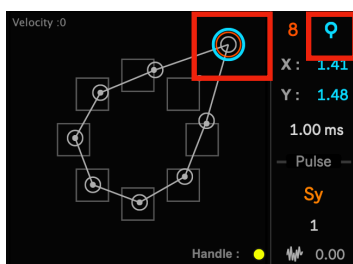 Velocity :0
8
X : 1.41
Y : 1.48
1.00 ms
Pulse
Sy
1
Handle :
0.00